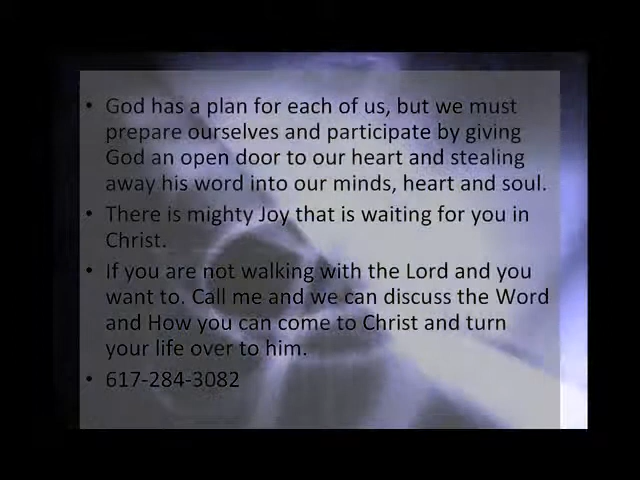 • God has a plan for each of us, but we must
prepare ourselves and participate by giving
God an open door to our heart and stealing
away his word into our minds, heart and soul.
• There is mighty Joy that is waiting for you in
Christ.
• If you are not walking with the Lord and you
want to. Call me and we can discuss the Word
and How you can come to Christ and turn
your life over to him.
• 617-284-3082